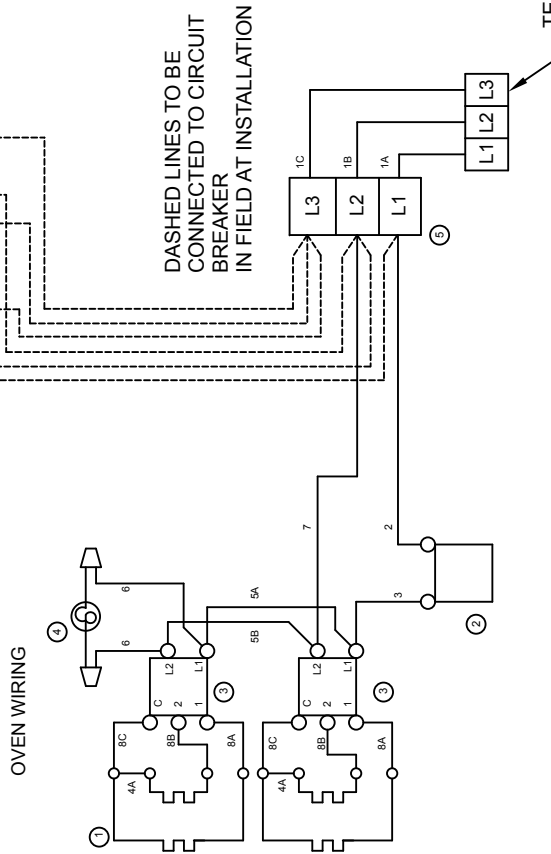 TE
DASHED LINES TO BE
CONNECTED TO CIRCUIT
BREAKER
IN FIELD AT INSTALLATION
1C
1B
1A
L3
L2
L1
L1
L2
L3
5
OVEN WIRING
4
6
6
7
5A
5B
2
3
2
L2
L1
C
2
1
3
8C
8B
8A
4A
1
L2
L1
C
2
1
3
8C
8B
8A
4A